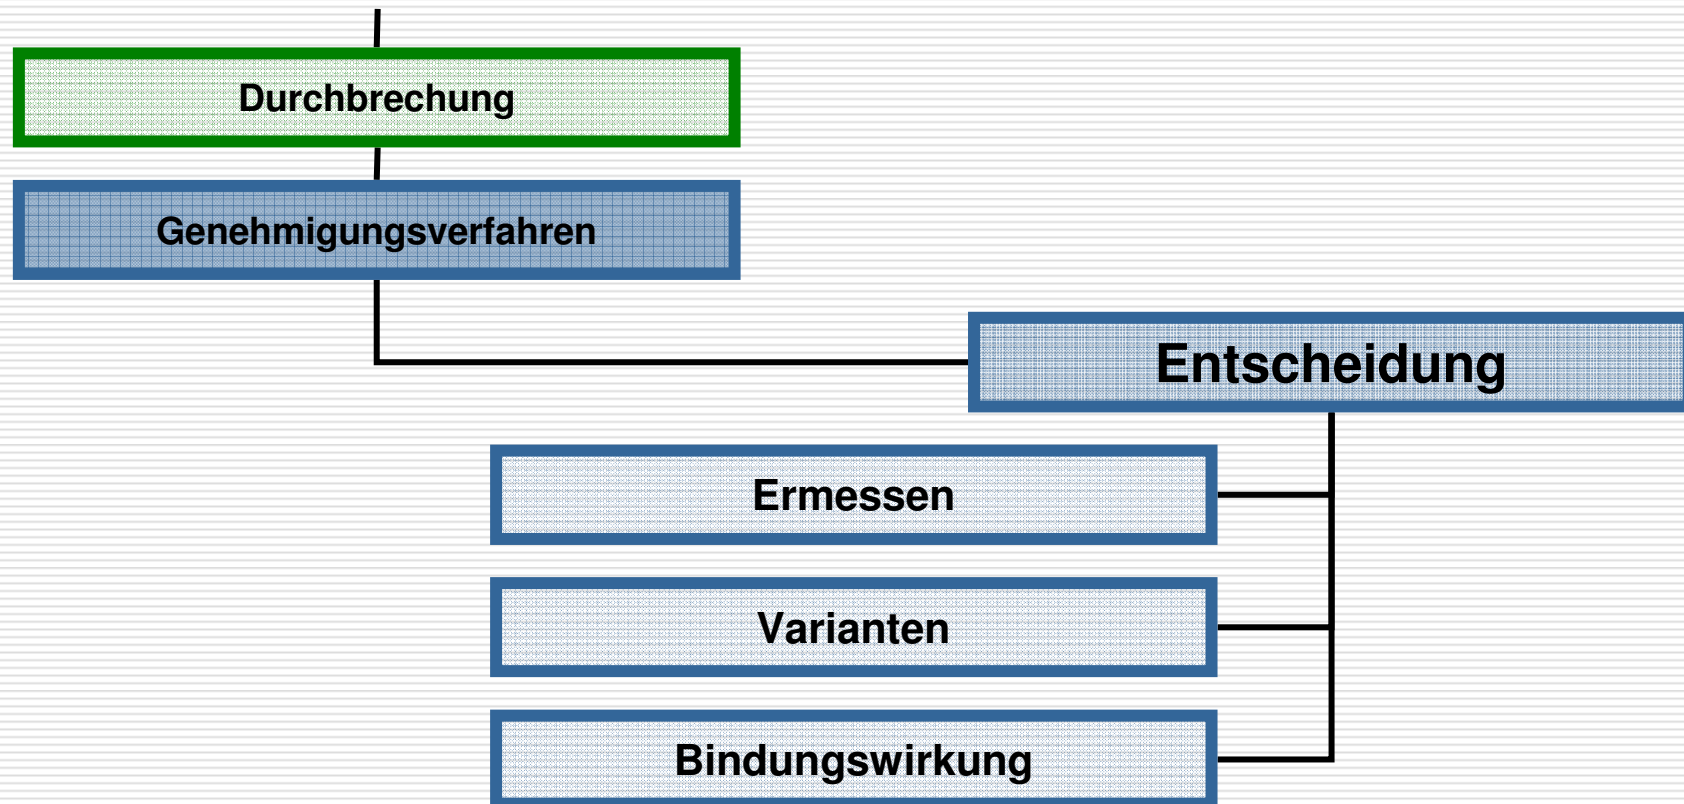 Durchbrechung
Genehmigungsverfahren
Entscheidung
Ermessen
Varianten
Bindungswirkung